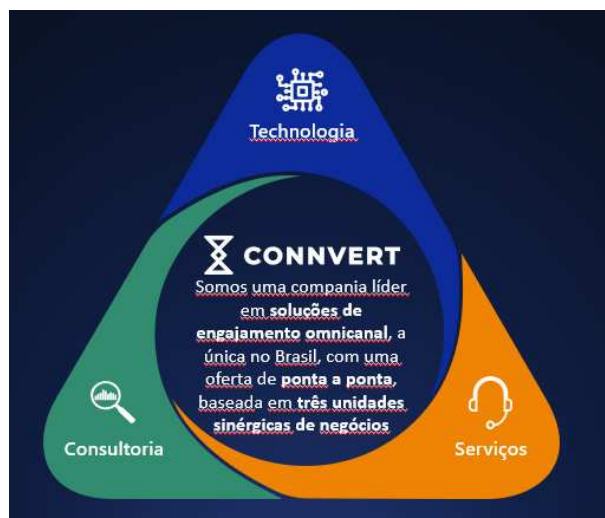 Technologia
CONNVERT
Somos uma compania líder
em soluções de
engajamento omnicanal, a
única no Brasil, com uma
oferta de ponta a ponta,
baseada em três unidades
sinérgicas de negócios
Consultoria
Serviços